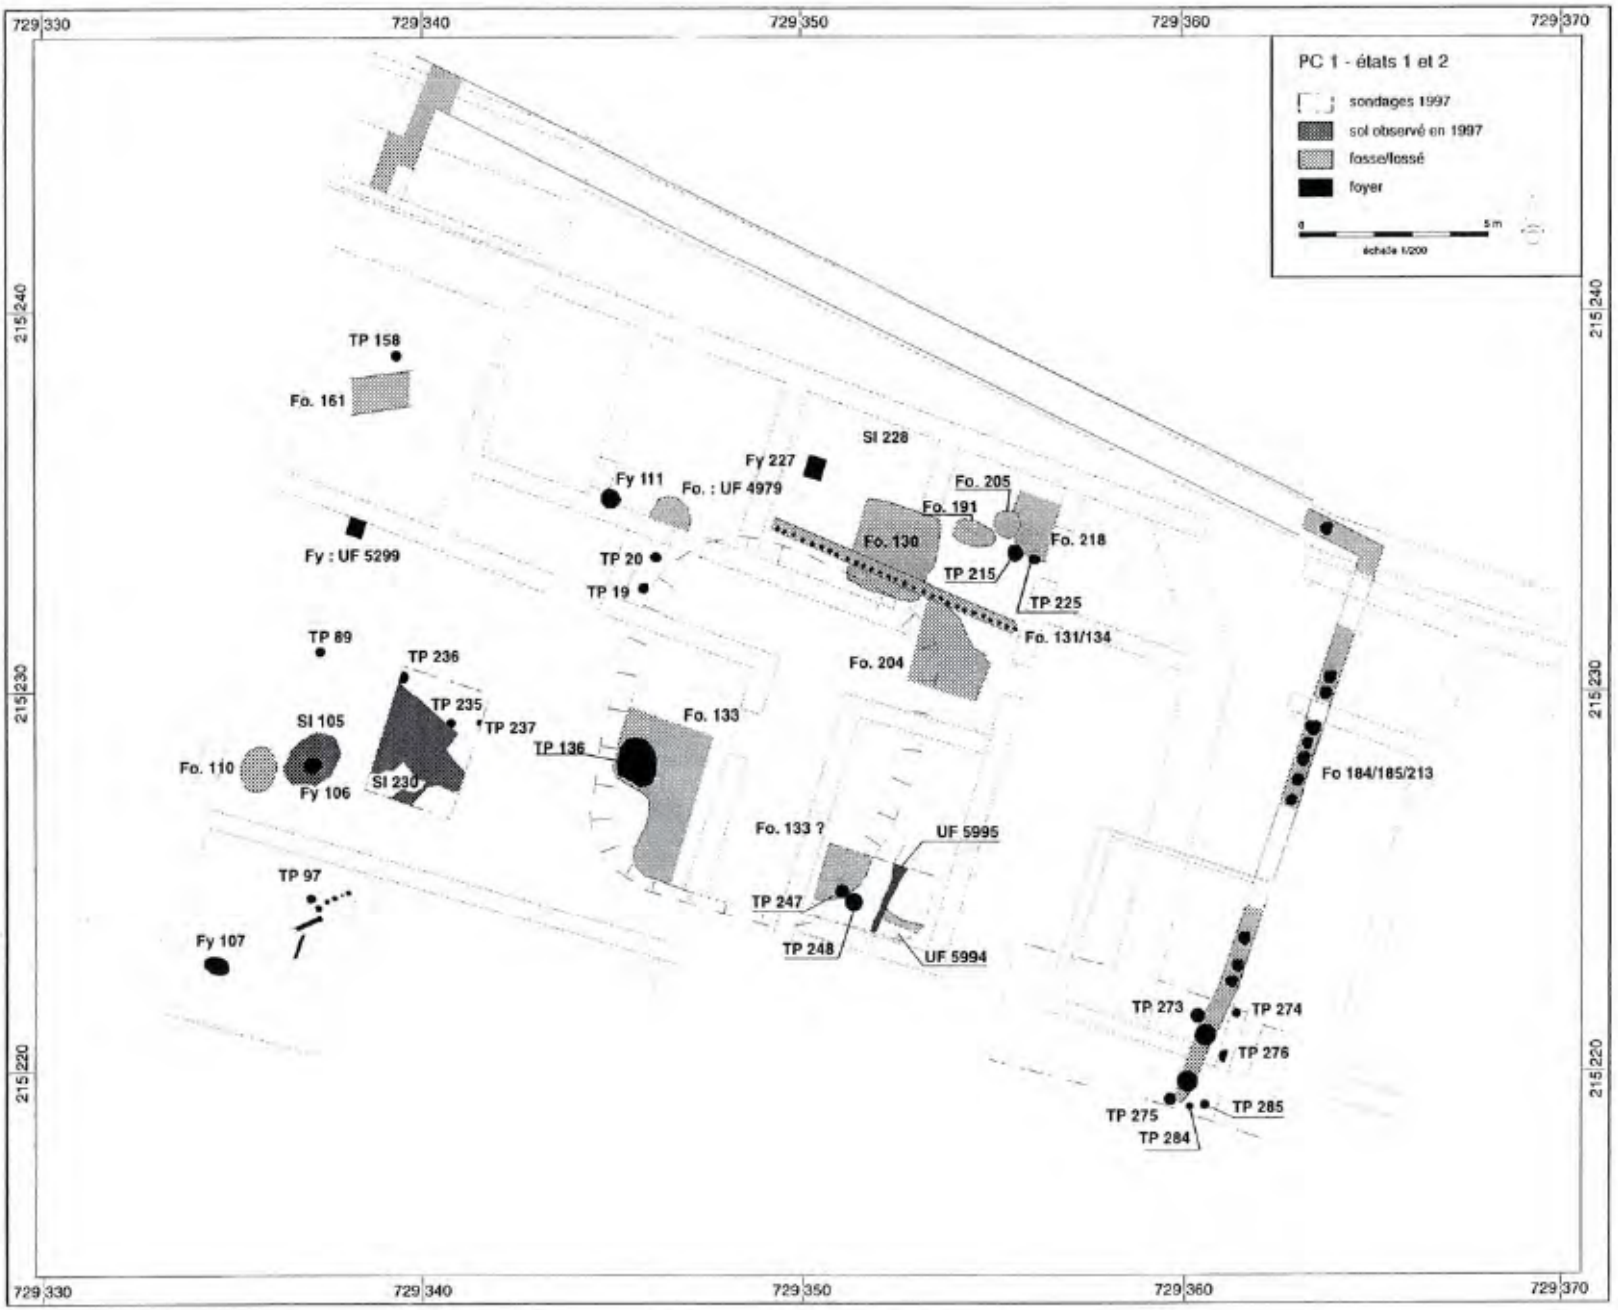 729 330 729 340 729 350 729 360 729 370
PC 1 - états 1 et 2
sondages 1997
sol observé en 1997
fosse/fossé
foyer
0 5 m
échelle 1/200
215 240 215 240
TP 158
Fo. 161
SI 228
Fy 227
Fy 111
Fo. : UF 4979
Fo. 205
Fo. 191
Fo. 130
Fo. 218
Fy : UF 5299
TP 20
TP 215
TP 19
TP 225
Fo. 131/134
TP 89
TP 236
Fo. 204
215 230 215 230
TP 235
SI 105
TP 237
Fo. 133
TP 136
Fo. 110
SI 230
Fy 106
Fo 184/185/213
Fo. 133 ?
UF 5995
TP 97
TP 247
Fy 107
TP 248
UF 5994
TP 273
TP 274
TP 276
215 220 215 220
TP 275
TP 285
TP 284
729 330 729 340 729 350 729 360 729 370